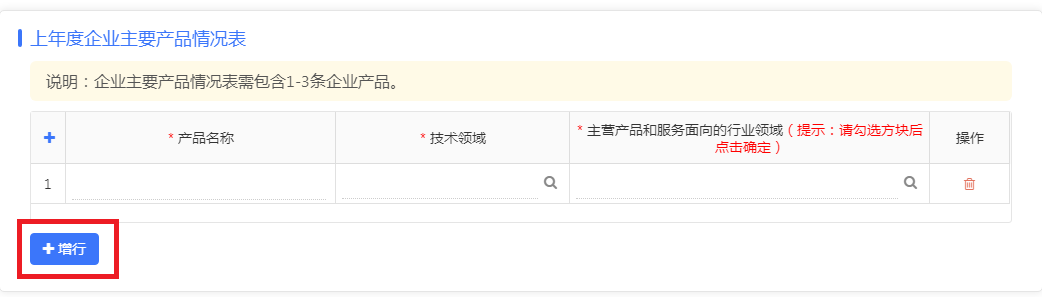 上年度企业主要产品情况表
说明：企业主要产品情况表需包含1-3条企业产品。
+ * 产品名称 * 技术领域 * 主营产品和服务面向的行业领域（提示：请勾选方块后
点击确定） 操作
1
+ 增行